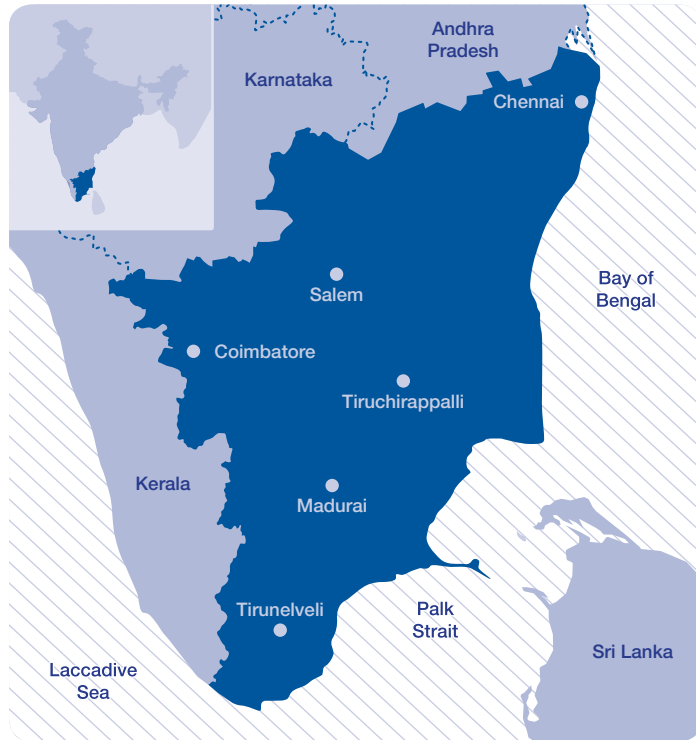 Andhra
Pradesh
Karnataka
Chennai
Bay of
Bengal
Salem
Coimbatore
Tiruchirappalli
Kerala
Madurai
Tirunelveli
Palk
Strait
Sri Lanka
Laccadive
Sea